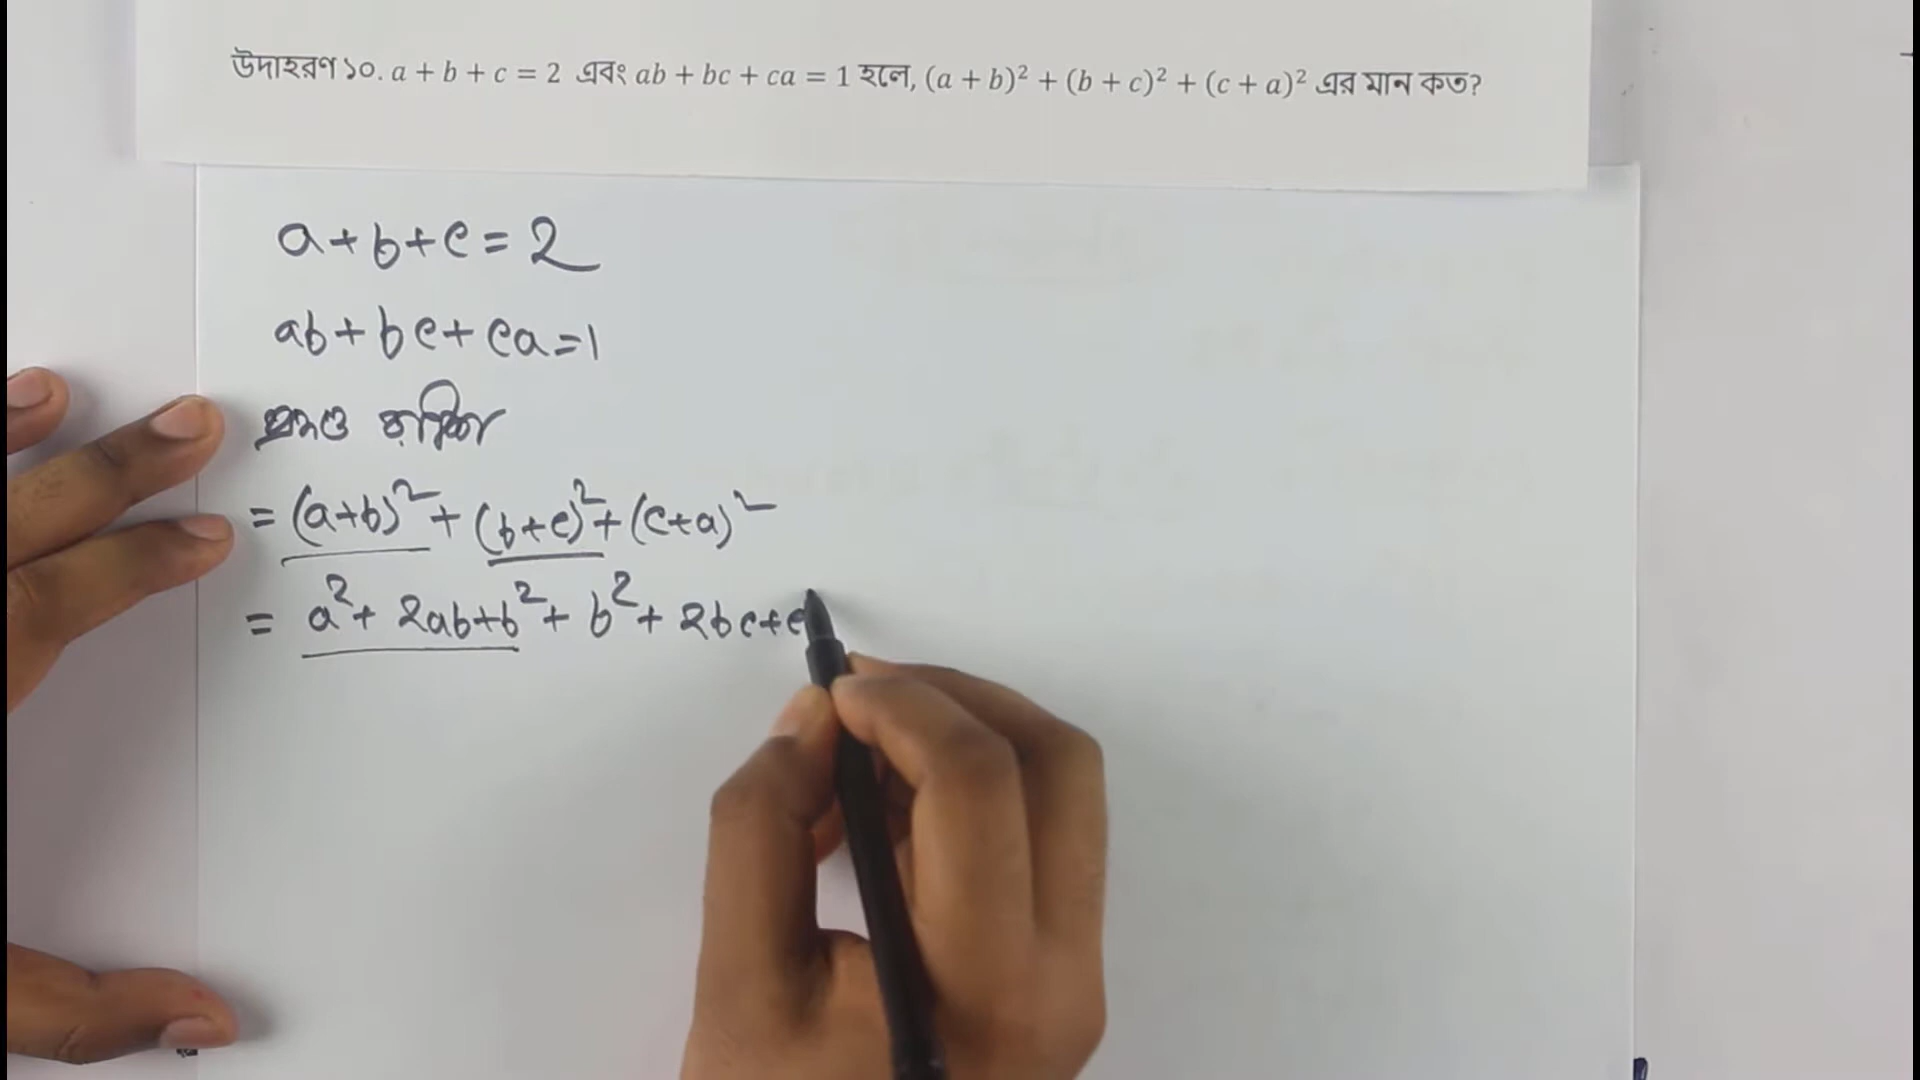 উদাহরণ ১০. a + b + c = 2 এবং ab + bc + ca = 1 হলে, (a + b)² + (b + c)² + (c + a)² এর মান কত?
a+b+c=2
ab+bc+ca=1
প্রদত্ত রাশি
= (a+b)² + (b+c)² + (c+a)²
= a² + 2ab+b² + b² + 2bc+c